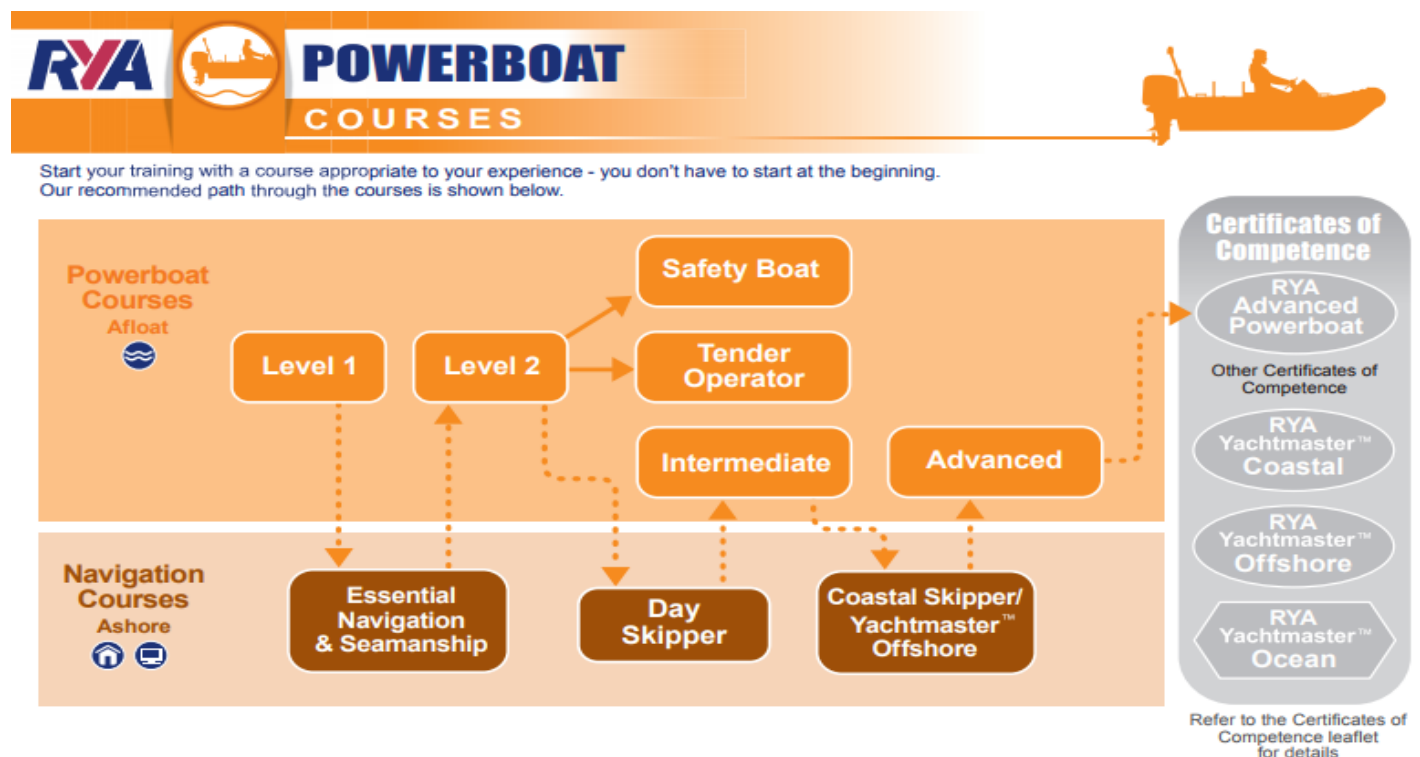 RYA
POWERBOAT
COURSES
Start your training with a course appropriate to your experience - you don't have to start at the beginning.
Our recommended path through the courses is shown below.
Powerboat
Courses
Afloat
Level 1
Level 2
Safety Boat
Tender
Operator
Intermediate
Advanced
Navigation
Courses
Ashore
Essential
Navigation
& Seamanship
Day
Skipper
Coastal Skipper/
Yachtmaster™
Offshore
Certificates of
Competence
RYA
Advanced
Powerboat
Other Certificates of
Competence
RYA
Yachtmaster™
Coastal
RYA
Yachtmaster™
Offshore
RYA
Yachtmaster™
Ocean
Refer to the Certificates of
Competence leaflet
for details